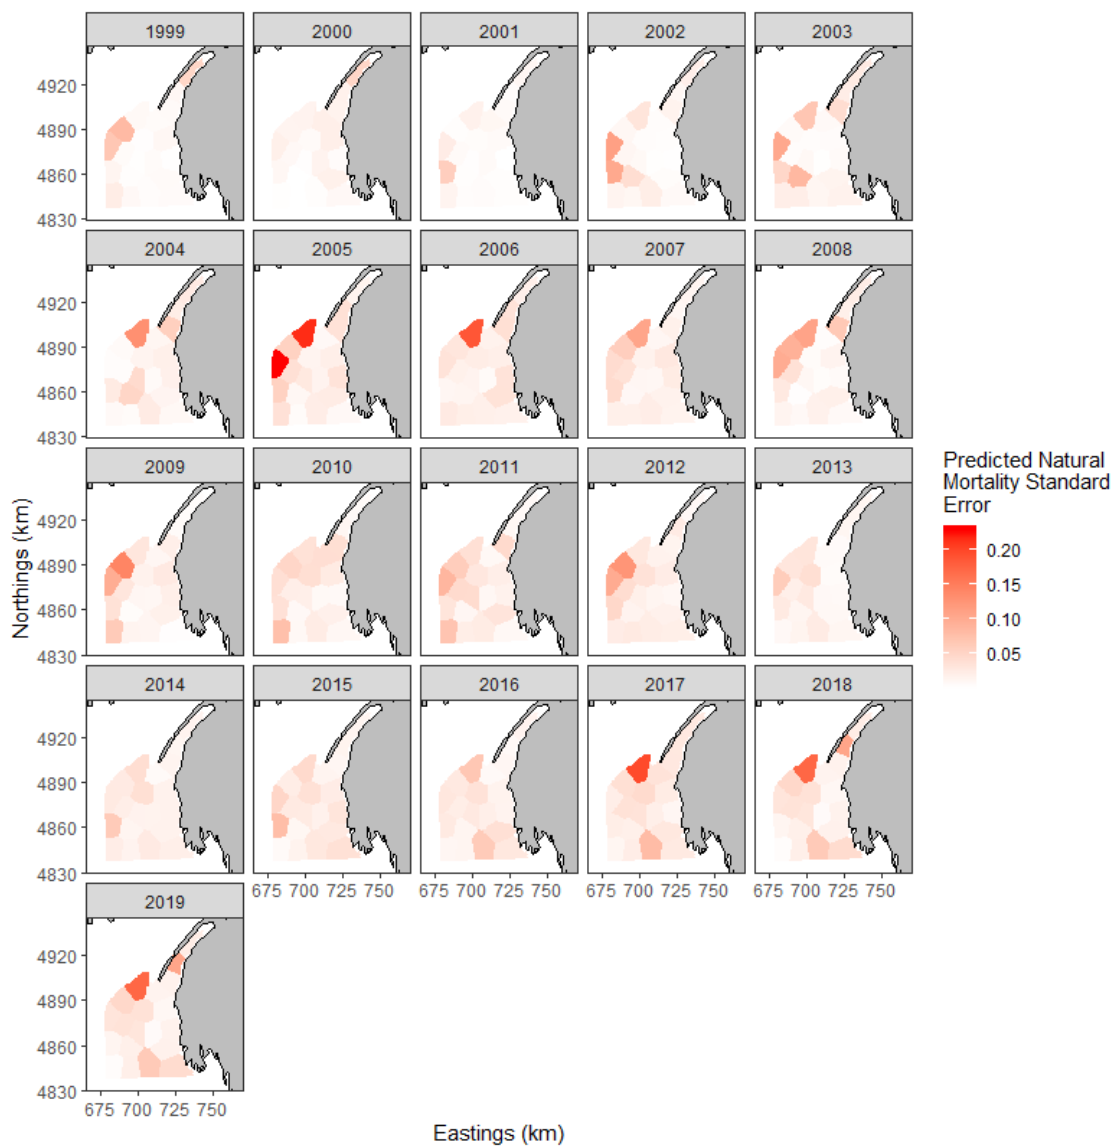 1999 2000 2001 2002 2003
4920
4890
4860
4830
2004 2005 2006 2007 2008
4920
4890
4860
4830
2009 2010 2011 2012 2013
4920
4890
4860
4830
2014 2015 2016 2017 2018
4920
4890
4860
4830
675 700 725 750 675 700 725 750 675 700 725 750 675 700 725 750
2019
4920
4890
4860
4830
675 700 725 750
Eastings (km)
Northings (km)
Predicted Natural
Mortality Standard
Error
0.20
0.15
0.10
0.05